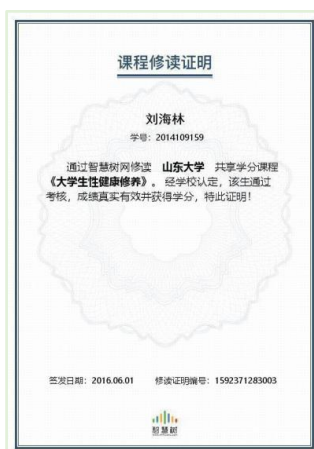 课程修读证明
刘海林
学号：2014109159
通过智慧树网修读 山东大学 共享学分课程
《大学生性健康修养》。经学校认定，该生通过
考核，成绩真实有效并获得学分，特此证明！
签发日期：2016.06.01 修读证明编号：1592371283003
智慧树